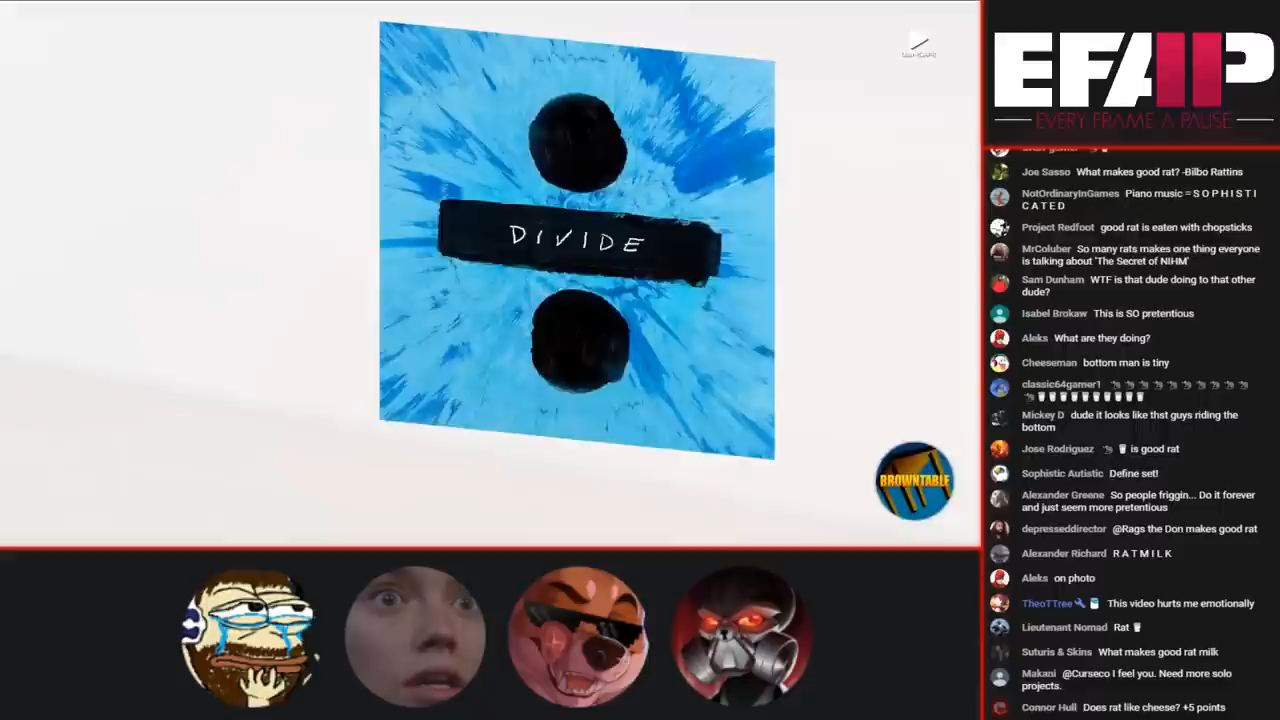 DIVIDE
BROWNTABLE
EFAP
EVERY FRAME A PAUSE
Joe Sasso What makes good rat? -Bilbo Rattins
NotOrdinaryInGames Piano music = S O P H I S T I
C A T E D
Project Redfoot good rat is eaten with chopsticks
MrColuber So many rats makes one thing everyone
is talking about 'The Secret of NIHM'
Sam Dunham WTF is that dude doing to that other
dude?
Isabel Brokaw This is SO pretentious
Aleks What are they doing?
Cheeseman bottom man is tiny
classic64gamer1
Mickey D dude it looks like thst guys riding the
bottom
Jose Rodriguez is good rat
Sophistic Autistic Define set!
Alexander Greene So people friggin... Do it forever
and just seem more pretentious
depresseddirector @Rags the Don makes good rat
Alexander Richard R A T M I L K
Aleks on photo
TheoTTree This video hurts me emotionally
Lieutenant Nomad Rat
Suturis & Skins What makes good rat milk
Makani @Curseco I feel you. Need more solo
projects.
Connor Hull Does rat like cheese? +5 points